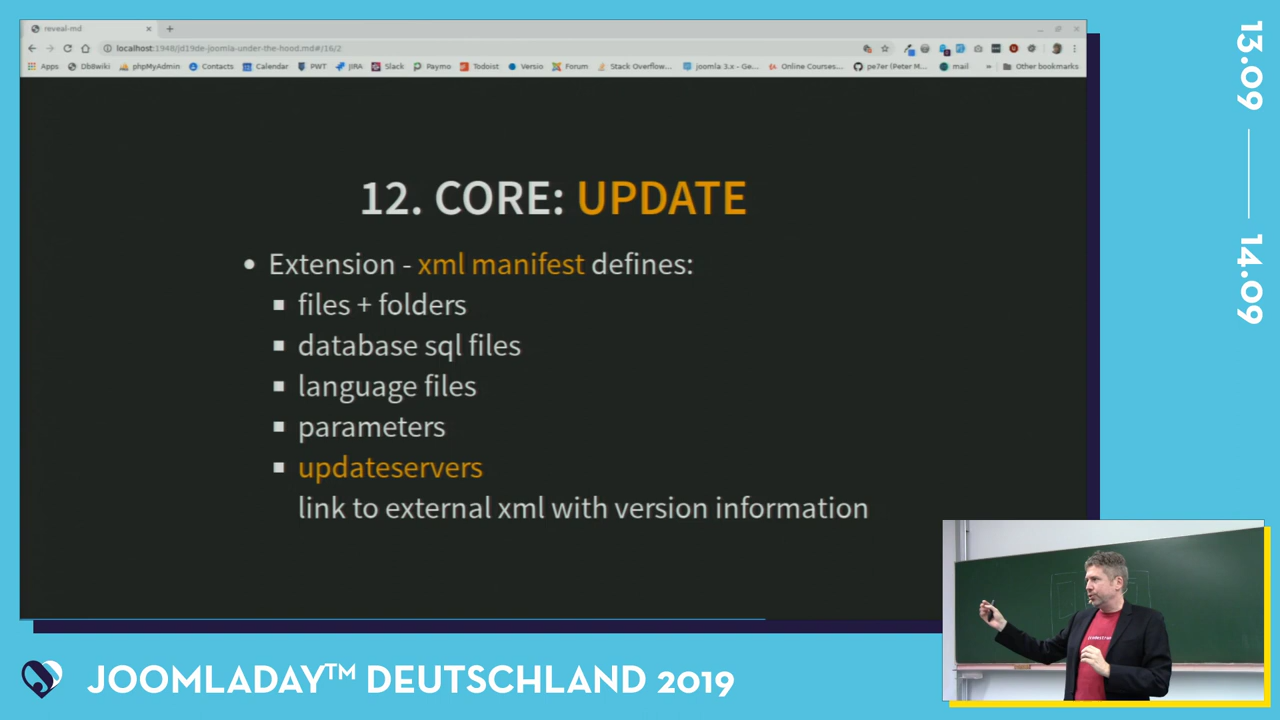 reveal-md
localhost:1948/jd19de-joomla-under-the-hood.md#/16/2
Apps Db8wiki phpMyAdmin Contacts Calendar PWT JIRA Slack Paymo Todoist Versio Forum Stack Overflow... joomla 3.x - Ge... Online Courses... pe7er (Peter M... mail » Other bookmarks
12. CORE: UPDATE
• Extension - xml manifest defines:
▪ files + folders
▪ database sql files
▪ language files
▪ parameters
▪ updateservers
link to external xml with version information
13.09
14.09
JOOMLADAY™ DEUTSCHLAND 2019